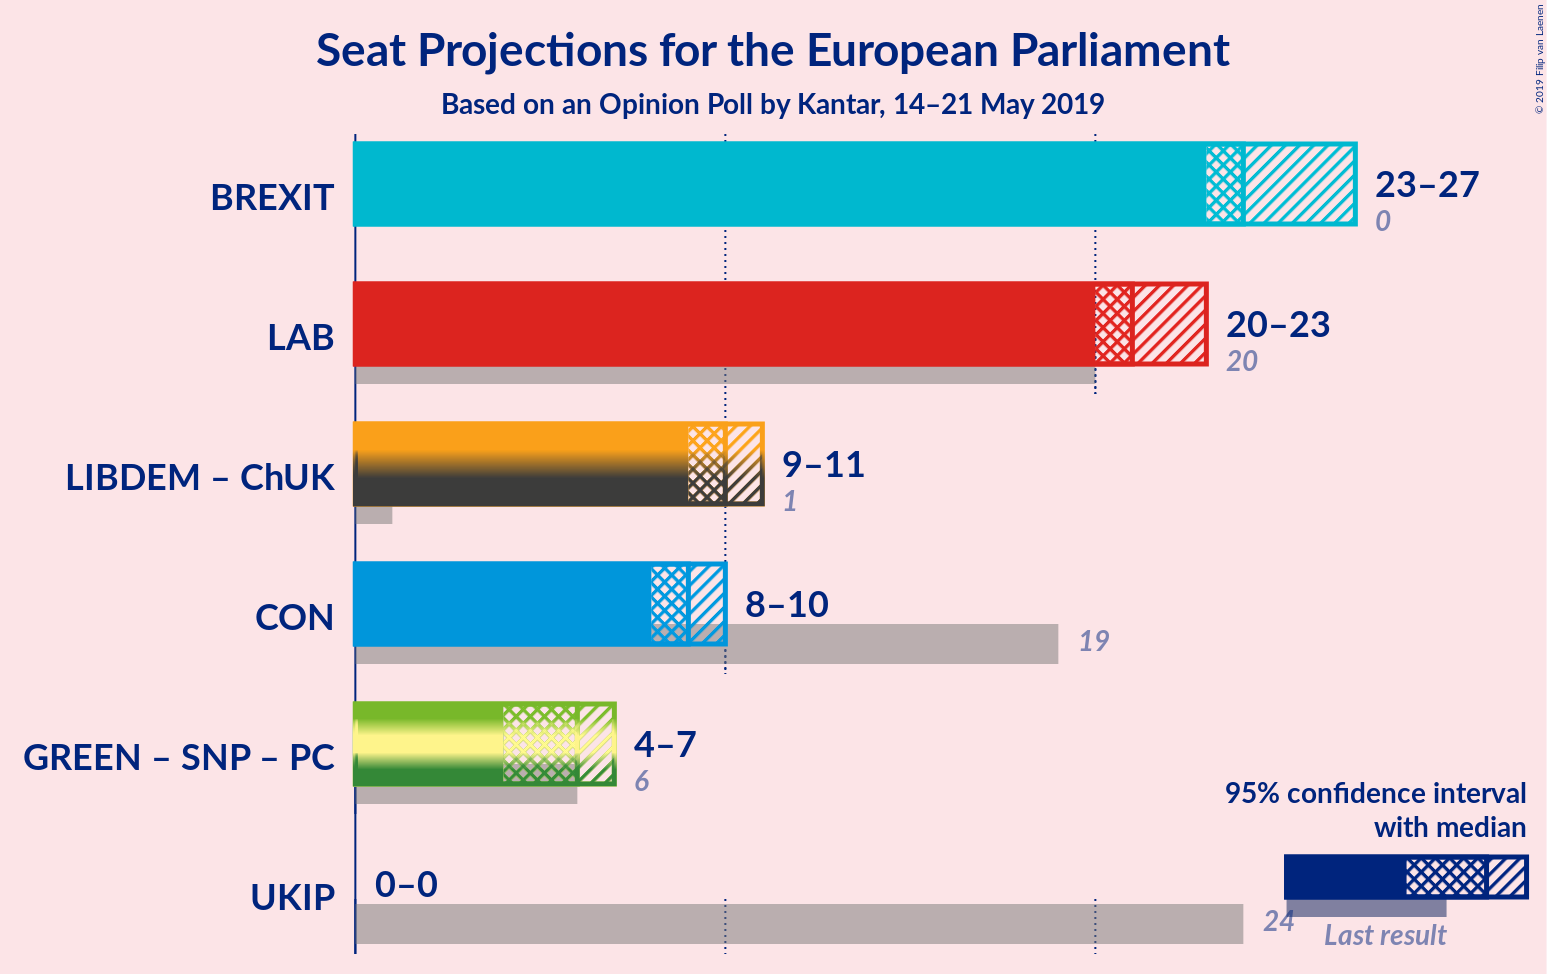 Seat Projections for the European Parliament
Based on an Opinion Poll by Kantar, 14–21 May 2019
© 2019 Filip van Laenen
BREXIT
23–27
0
LAB
20–23
20
LIBDEM – ChUK
9–11
1
CON
8–10
19
GREEN – SNP – PC
4–7
6
UKIP
0–0
24
95% confidence interval
with median
Last result